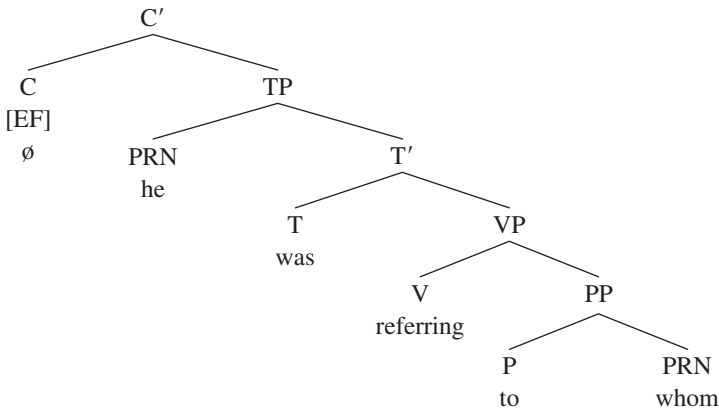 C′
C TP
[EF]
ø PRN T′
he
T VP
was
V PP
referring
P PRN
to whom